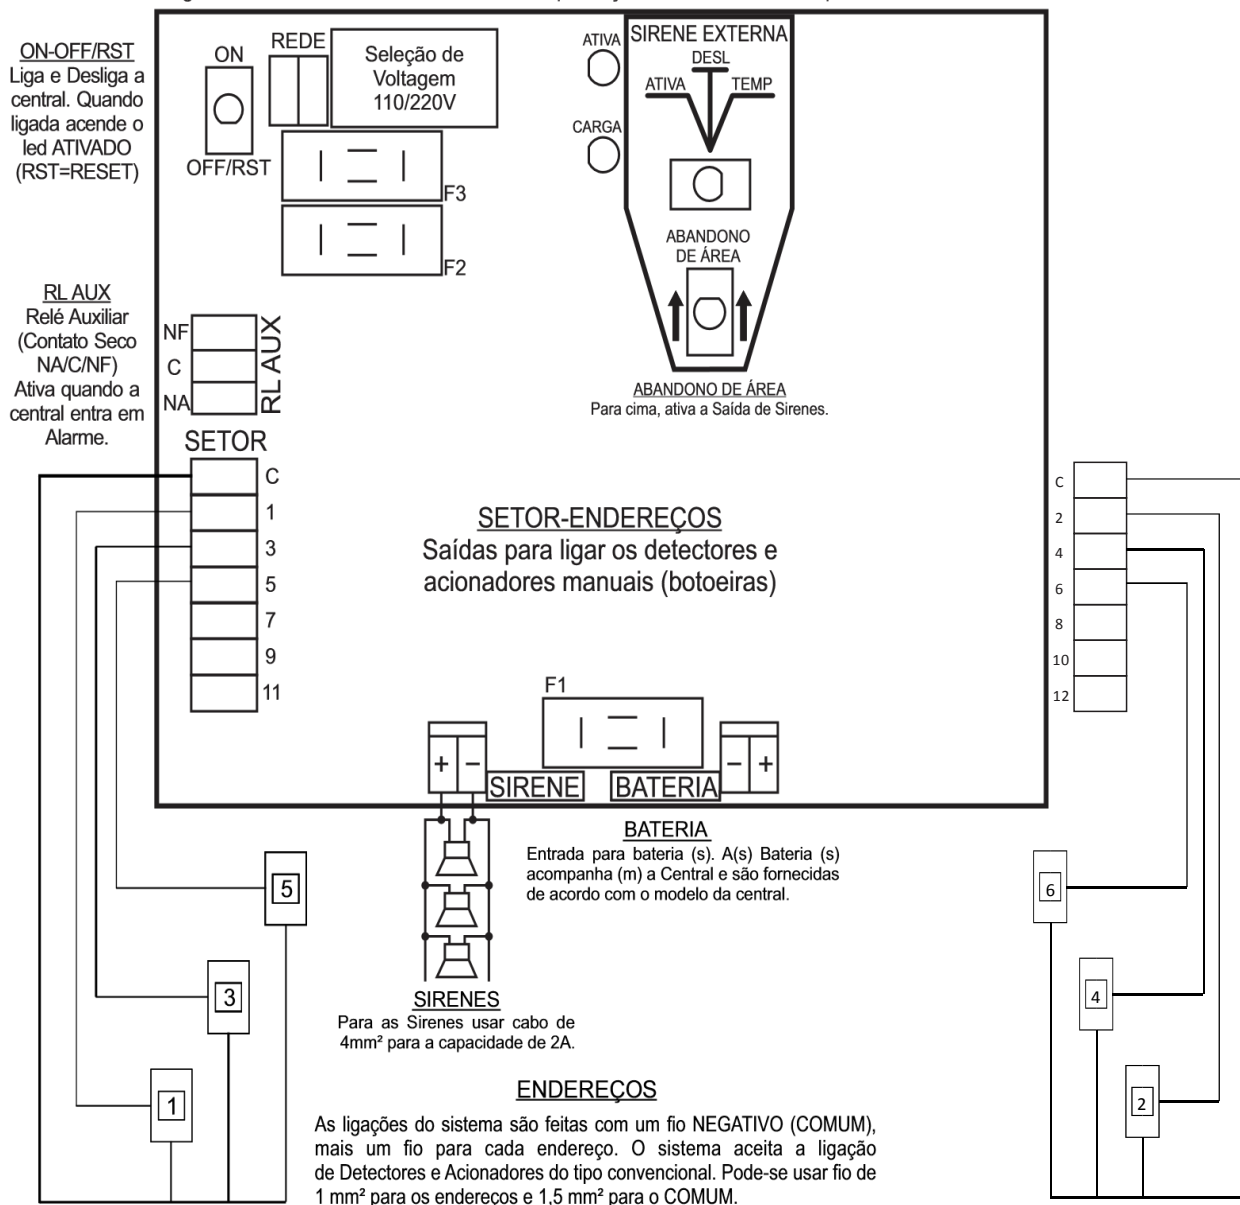 ON-OFF/RST
Liga e Desliga a
central. Quando
ligada acende o
led ATIVADO
(RST=RESET)
ON
OFF/RST
REDE
Seleção de
Voltagem
110/220V
F3
F2
ATIVA
CARGA
SIRENE EXTERNA
DESL
ATIVA
TEMP
ABANDONO
DE ÁREA
ABANDONO DE ÁREA
Para cima, ativa a Saída de Sirenes.
RL AUX
Relé Auxiliar
(Contato Seco
NA/C/NF)
Ativa quando a
central entra em
Alarme.
NF
C
NA
RL AUX
SETOR
C
1
3
5
7
9
11
SETOR-ENDEREÇOS
Saídas para ligar os detectores e
acionadores manuais (botoeiras)
C
2
4
6
8
10
12
F1
+
−
SIRENE
BATERIA
−
+
BATERIA
Entrada para bateria (s). A(s) Bateria (s)
acompanha (m) a Central e são fornecidas
de acordo com o modelo da central.
5
3
1
6
4
2
SIRENES
Para as Sirenes usar cabo de
4mm² para a capacidade de 2A.
ENDEREÇOS
As ligações do sistema são feitas com um fio NEGATIVO (COMUM),
mais um fio para cada endereço. O sistema aceita a ligação
de Detectores e Acionadores do tipo convencional. Pode-se usar fio de
1 mm² para os endereços e 1,5 mm² para o COMUM.